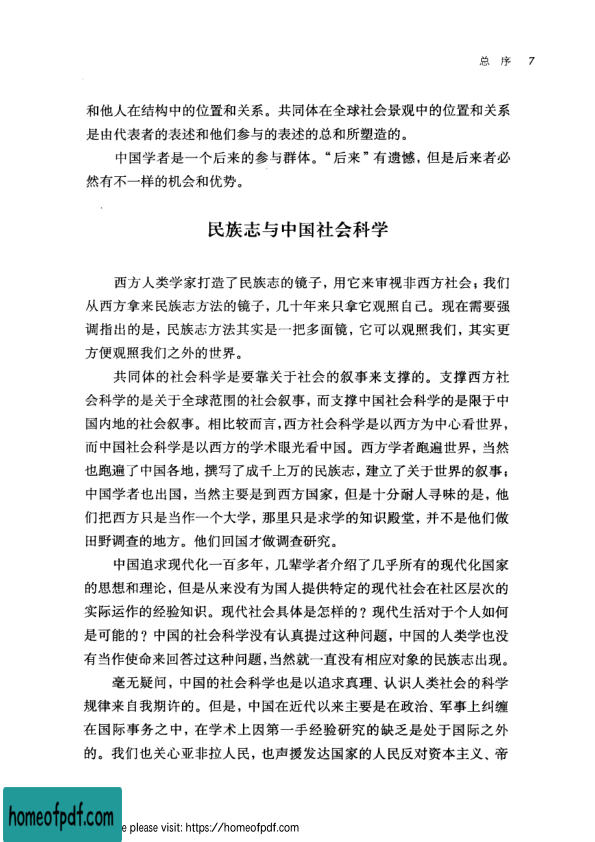 总 序 7
和他人在结构中的位置和关系。共同体在全球社会景观中的位置和关系
是由代表者的表述和他们参与的表述的总和所塑造的。
中国学者是一个后来的参与群体。“后来”有遗憾，但是后来者必
然有不一样的机会和优势。
民族志与中国社会科学
西方人类学家打造了民族志的镜子，用它来审视非西方社会；我们
从西方拿来民族志方法的镜子，几十年来只拿它观照自己。现在需要强
调指出的是，民族志方法其实是一把多面镜，它可以观照我们，其实更
方便观照我们之外的世界。
共同体的社会科学是要靠关于社会的叙事来支撑的。支撑西方社
会科学的是关于全球范围的社会叙事，而支撑中国社会科学的是限于中
国内地的社会叙事。相比较而言，西方社会科学是以西方为中心看世界，
而中国社会科学是以西方的学术眼光看中国。西方学者跑遍世界，当然
也跑遍了中国各地，撰写了成千上万的民族志，建立了关于世界的叙事；
中国学者也出国，当然主要是到西方国家，但是十分耐人寻味的是，他
们把西方只是当作一个大学，那里只是求学的知识殿堂，并不是他们做
田野调查的地方。他们回国才做调查研究。
中国追求现代化一百多年，几辈学者介绍了几乎所有的现代化国家
的思想和理论，但是从来没有为国人提供特定的现代社会在社区层次的
实际运作的经验知识。现代社会具体是怎样的？现代生活对于个人如何
是可能的？中国的社会科学没有认真提过这种问题，中国的人类学也没
有当作使命来回答过这种问题，当然就一直没有相应对象的民族志出现。
毫无疑问，中国的社会科学也是以追求真理、认识人类社会的科学
规律来自我期许的。但是，中国在近代以来主要是在政治、军事上纠缠
在国际事务之中，在学术上因第一手经验研究的缺乏是处于国际之外
的。我们也关心亚非拉人民，也声援发达国家的人民反对资本主义、帝
homeofpdf.com
e please visit: https://homeofpdf.com